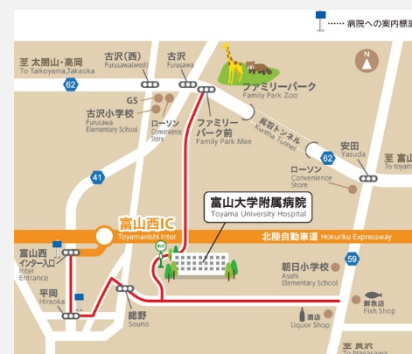 …… 病院への案内標識
至 太閤山・高岡
To Taikoyama,Takaoka
古沢(西)
Furusawa(west)
古沢
Furusawa
N
62
GS
古沢小学校
Furusawa
Elementary School
ローソン
Convenience
Store
ファミリーパーク
Family Park Zoo
ファミリー
パーク前
Family Park Mae
呉羽トンネル
Kureha Tunnel
62
安田
Yasuda
至 富山
To toyam
ローソン
Convenience
Store
41
富山大学附属病院
Toyama University Hospital
富山西IC
Toyamanishi Inter
北陸自動車道 Hokuriku Expressway
富山西
インター入口
Inter
Entrance
59
朝日小学校
Asahi
Elementary School
平岡
Hiraoka
総野
Souno
酒店
Liquor Shop
鮮魚店
Fish Shop
至 長沢
To Nagasawa